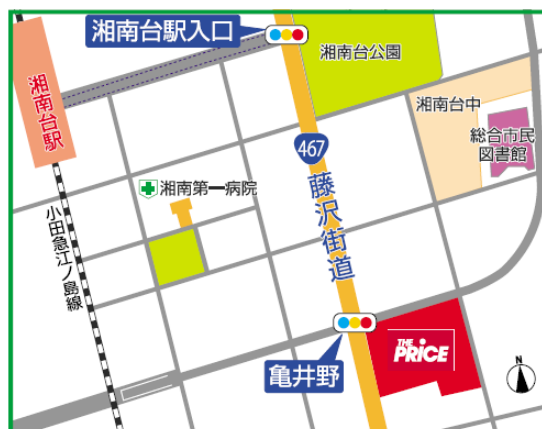 湘南台駅入口
湘南台公園
湘南台駅
湘南台中
総合市民
図書館
467
藤沢街道
湘南第一病院
小田急江ノ島線
THE
PRICE
亀井野
N